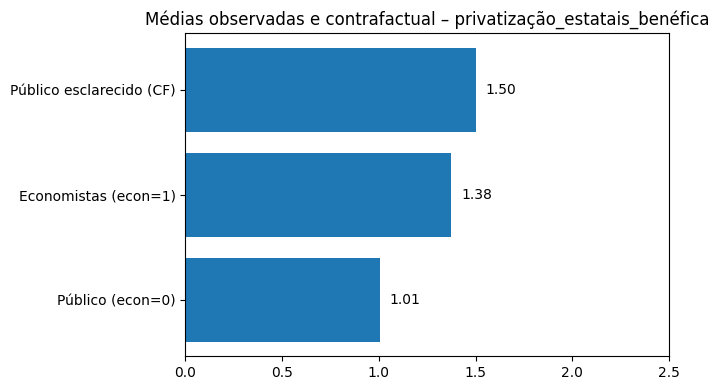 Médias observadas e contrafactual – privatização_estatais_benéfica
Público esclarecido (CF)
1.50
Economistas (econ=1)
1.38
Público (econ=0)
1.01
0.0 0.5 1.0 1.5 2.0 2.5